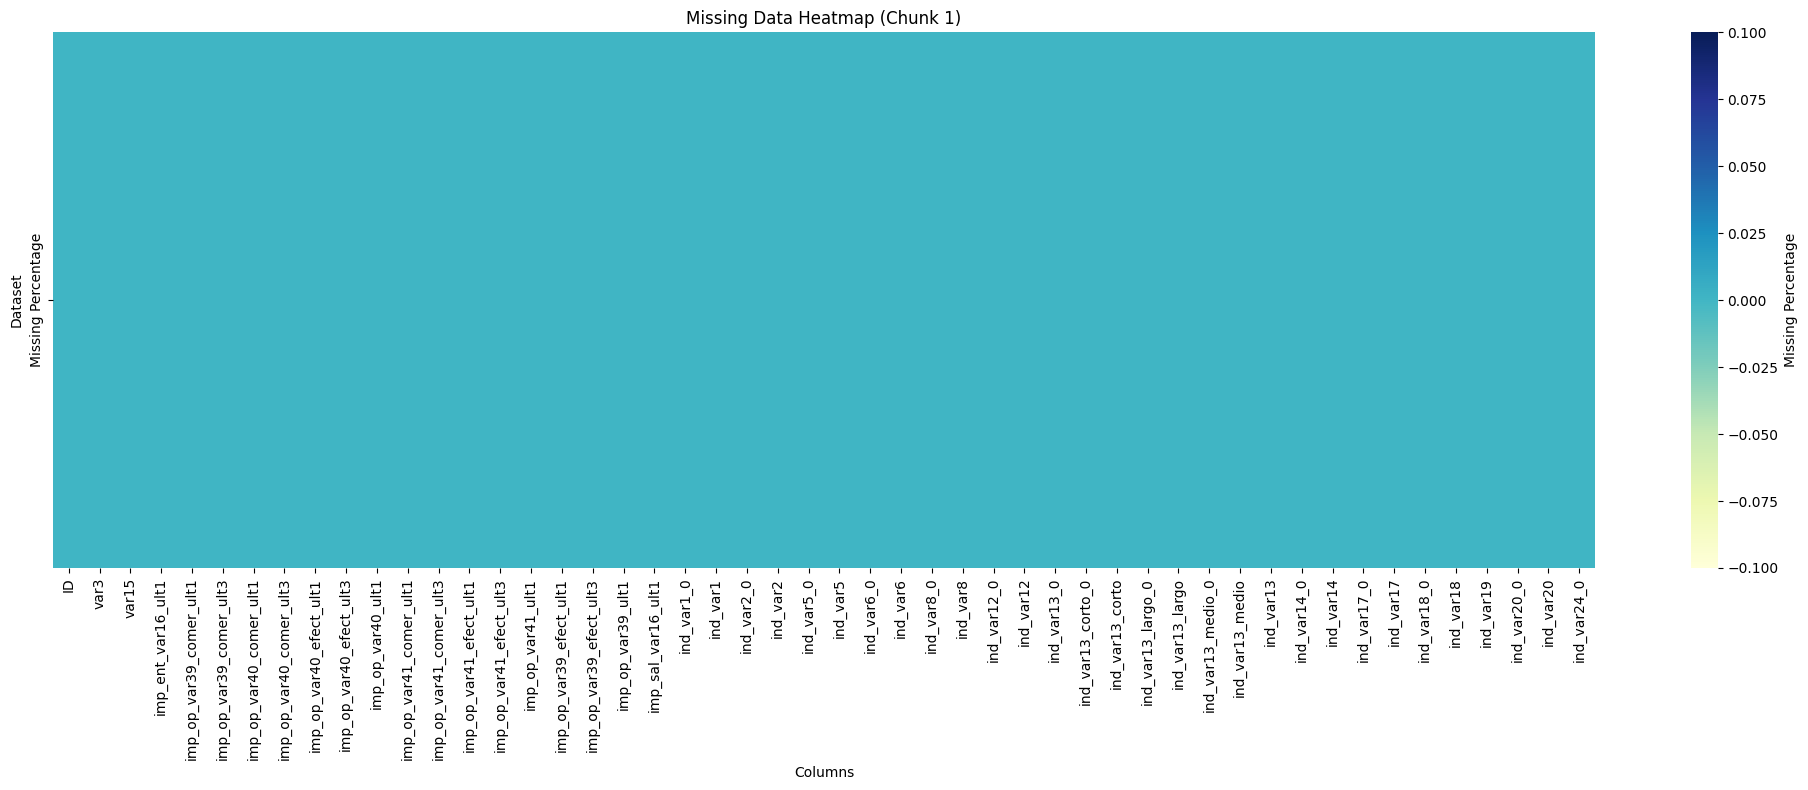 Missing Data Heatmap (Chunk 1)
Dataset
Missing Percentage
ID
var3
var15
imp_ent_var16_ult1
imp_op_var39_comer_ult1
imp_op_var39_comer_ult3
imp_op_var40_comer_ult1
imp_op_var40_comer_ult3
imp_op_var40_efect_ult1
imp_op_var40_efect_ult3
imp_op_var40_ult1
imp_op_var41_comer_ult1
imp_op_var41_comer_ult3
imp_op_var41_efect_ult1
imp_op_var41_efect_ult3
imp_op_var41_ult1
imp_op_var39_efect_ult1
imp_op_var39_efect_ult3
imp_op_var39_ult1
imp_sal_var16_ult1
ind_var1_0
ind_var1
ind_var2_0
ind_var2
ind_var5_0
ind_var5
ind_var6_0
ind_var6
ind_var8_0
ind_var8
ind_var12_0
ind_var12
ind_var13_0
ind_var13_corto_0
ind_var13_corto
ind_var13_largo_0
ind_var13_largo
ind_var13_medio_0
ind_var13_medio
ind_var13
ind_var14_0
ind_var14
ind_var17_0
ind_var17
ind_var18_0
ind_var18
ind_var19
ind_var20_0
ind_var20
ind_var24_0
Columns
0.100
0.075
0.050
0.025
0.000
−0.025
−0.050
−0.075
−0.100
Missing Percentage